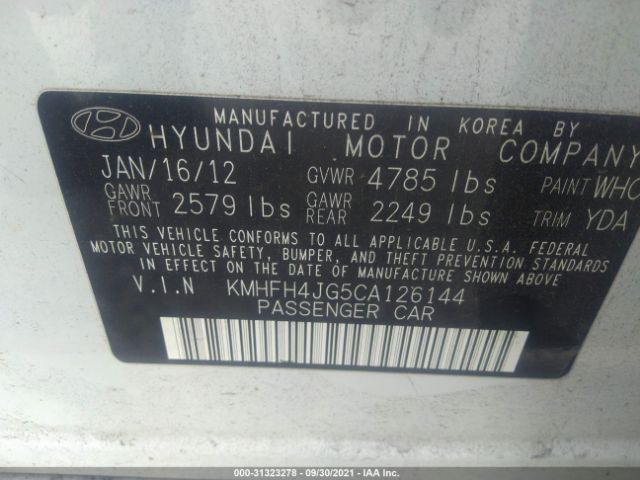 MANUFACTURED IN KOREA BY
HYUNDAI MOTOR COMPANY
JAN/16/12 GVWR 4785 lbs PAINT WHC
GAWR FRONT 2579 lbs GAWR REAR 2249 lbs TRIM YDA
THIS VEHICLE CONFORMS TO ALL APPLICABLE U.S.A. FEDERAL
MOTOR VEHICLE SAFETY, BUMPER, AND THEFT PREVENTION STANDARDS
IN EFFECT ON THE DATE OF MANUFACTURE SHOWN ABOVE
V.I.N KMHFH4JG5CA126144
PASSENGER CAR
000-31323278 - 09/30/2021 - IAA Inc.